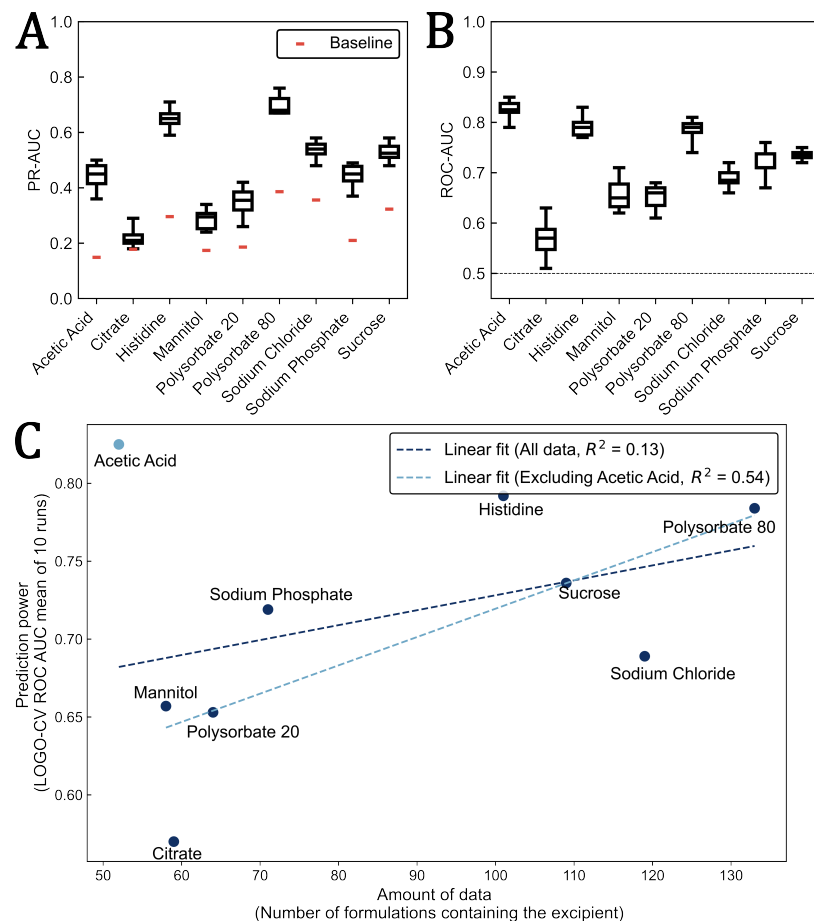 A
1.0
0.8
0.6
0.4
0.2
0.0
PR-AUC
Baseline
Acetic Acid
Citrate
Histidine
Mannitol
Polysorbate 20
Polysorbate 80
Sodium Chloride
Sodium Phosphate
Sucrose
B
1.0
0.9
0.8
0.7
0.6
0.5
ROC-AUC
Acetic Acid
Citrate
Histidine
Mannitol
Polysorbate 20
Polysorbate 80
Sodium Chloride
Sodium Phosphate
Sucrose
C
Linear fit (All data, R² = 0.13)
Linear fit (Excluding Acetic Acid, R² = 0.54)
Acetic Acid
Histidine
Polysorbate 80
Sucrose
Sodium Phosphate
Sodium Chloride
Mannitol
Polysorbate 20
Citrate
0.80
0.75
0.70
0.65
0.60
Prediction power
(LOGO-CV ROC AUC mean of 10 runs)
50 60 70 80 90 100 110 120 130
Amount of data
(Number of formulations containing the excipient)